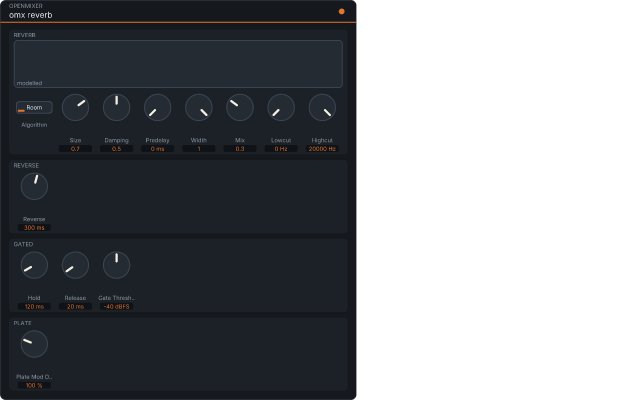 OPENMIXER
omx reverb
REVERB
modelled
Room
Algorithm
Size Damping Predelay Width Mix Lowcut Highcut
0.7 0.5 0 ms 1 0.3 0 Hz 20000 Hz
REVERSE
Reverse
300 ms
GATED
Hold Release Gate Thresh..
120 ms 20 ms -40 dBFS
PLATE
Plate Mod D..
100 %